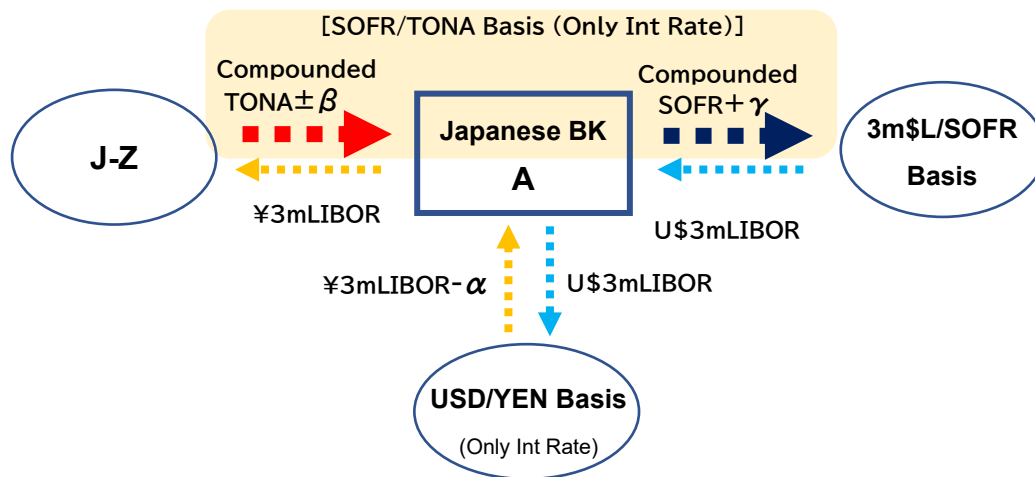 [SOFR/TONA Basis (Only Int Rate)]
Compounded
TONA±β
Compounded
SOFR+γ
J-Z
Japanese BK
A
3m$L/SOFR
Basis
¥3mLIBOR
U$3mLIBOR
¥3mLIBOR-α
U$3mLIBOR
USD/YEN Basis
(Only Int Rate)